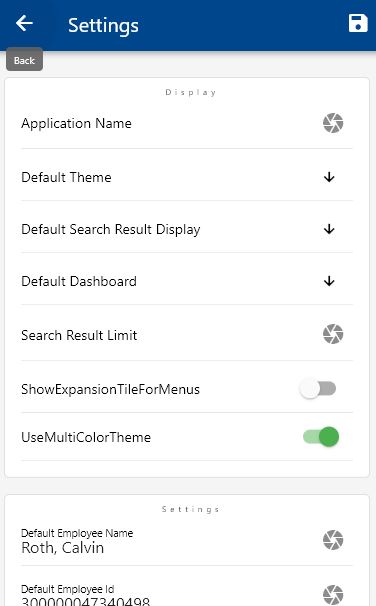 Settings
Back
Display
Application Name
Default Theme
Default Search Result Display
Default Dashboard
Search Result Limit
ShowExpansionTileForMenus
UseMultiColorTheme
Settings
Default Employee Name
Roth, Calvin
Default Employee Id
300000047340498